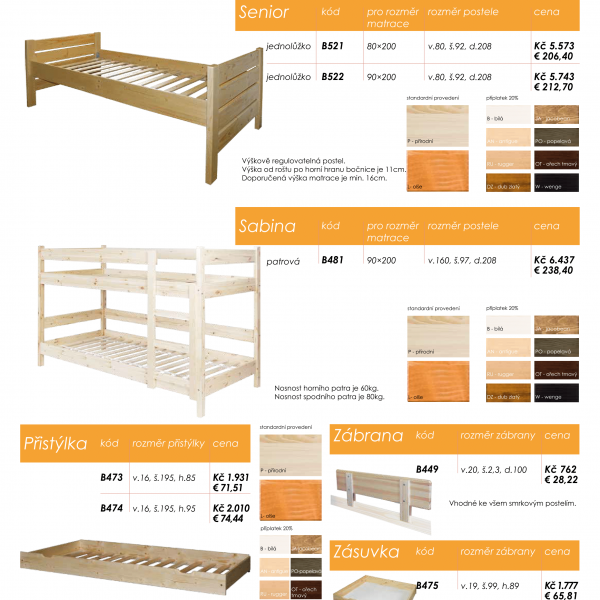 Senior kód pro rozměr matrace rozměr postele cena
jednolůžko B521 80×200 v.80, š.92, d.208 Kč 5.573
€ 206,40
jednolůžko B522 90×200 v.80, š.92, d.208 Kč 5.743
€ 212,70
standardní provedení příplatek 20%
P - přírodní
L - olše
B - bílá
PO - popelavá
OT - ořech tmavý
DZ - dub zlatý
W - wenge
Výškově regulovatelná postel.
Výška od roštu po horní hranu bočnice je 11cm.
Doporučená výška matrace je min. 16cm.
Sabina kód pro rozměr matrace rozměr postele cena
patrová B481 90×200 v.160, š.97, d.208 Kč 6.437
€ 238,40
standardní provedení příplatek 20%
P - přírodní
L - olše
B - bílá
PO - popelavá
OT - ořech tmavý
DZ - dub zlatý
W - wenge
Nosnost horního patra je 60kg.
Nosnost spodního patra je 80kg.
Přistýlka kód rozměr přistýlky cena
B473 v.16, š.195, h.85 Kč 1.931
€ 71,51
B474 v.16, š.195, h.95 Kč 2.010
€ 74,44
standardní provedení
P - přírodní
L - olše
příplatek 20%
B - bílá
PO-popelavá
OT - ořech tmavý
Zábrana kód rozměr zábrany cena
B449 v.20, š.2,3, d.100 Kč 762
€ 28,22
Vhodné ke všem smrkovým postelím.
Zásuvka kód rozměr zábrany cena
B475 v.19, š.99, h.89 Kč 1.777
€ 65,81